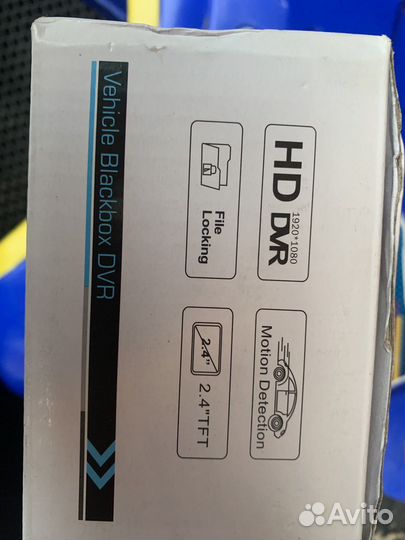 Vehicle Blackbox DVR
HD
1920*1080
DVR
File
Locking
Motion Detection
2.4"
2.4"TFT
Avito